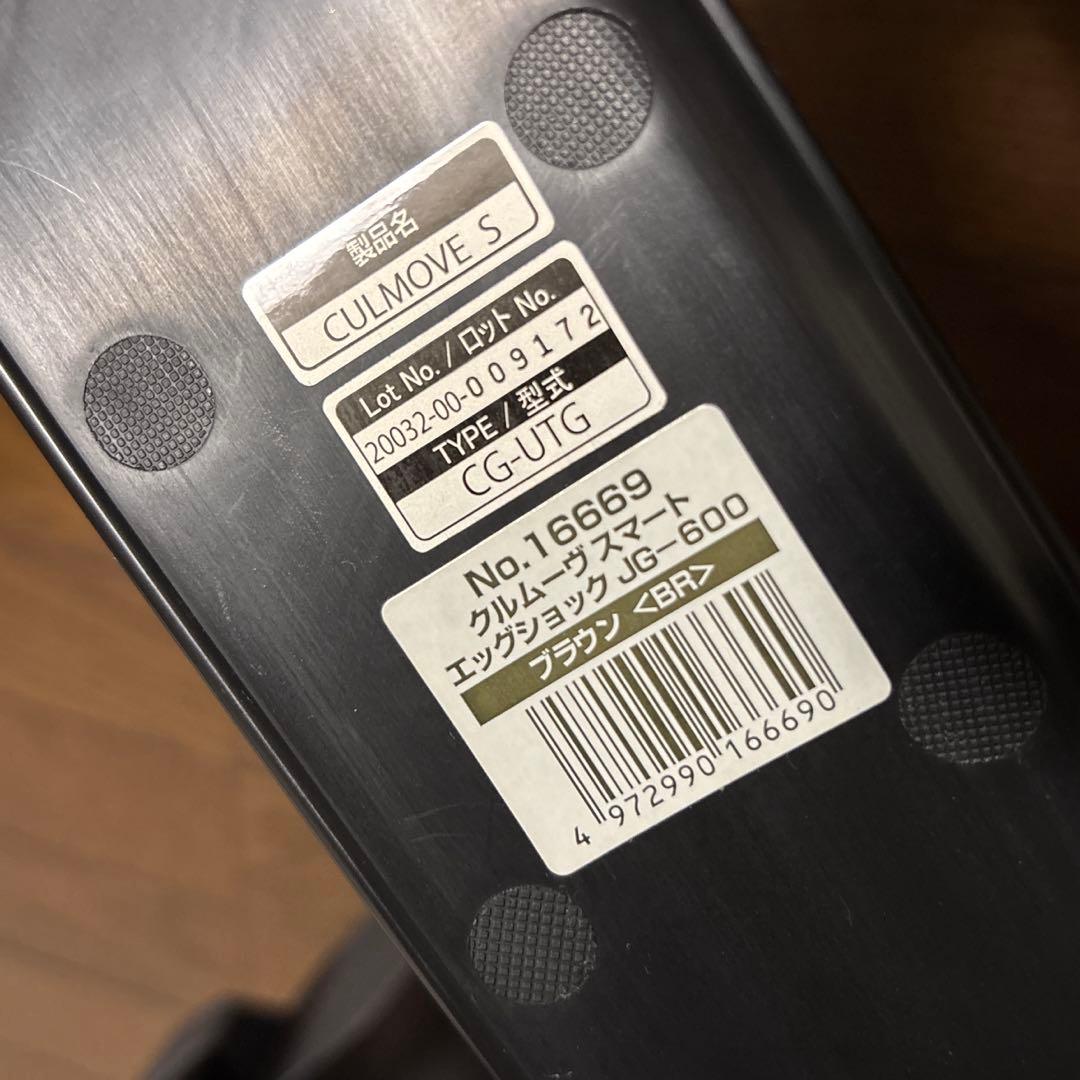 製品名
CULMOVE S
Lot No. / ロット No.
20032-00-009172
TYPE / 型式
CG-UTG
No.16669
クルムーヴ スマート
エッグショック JG-600
ブラウン <BR>
4 972990 166690